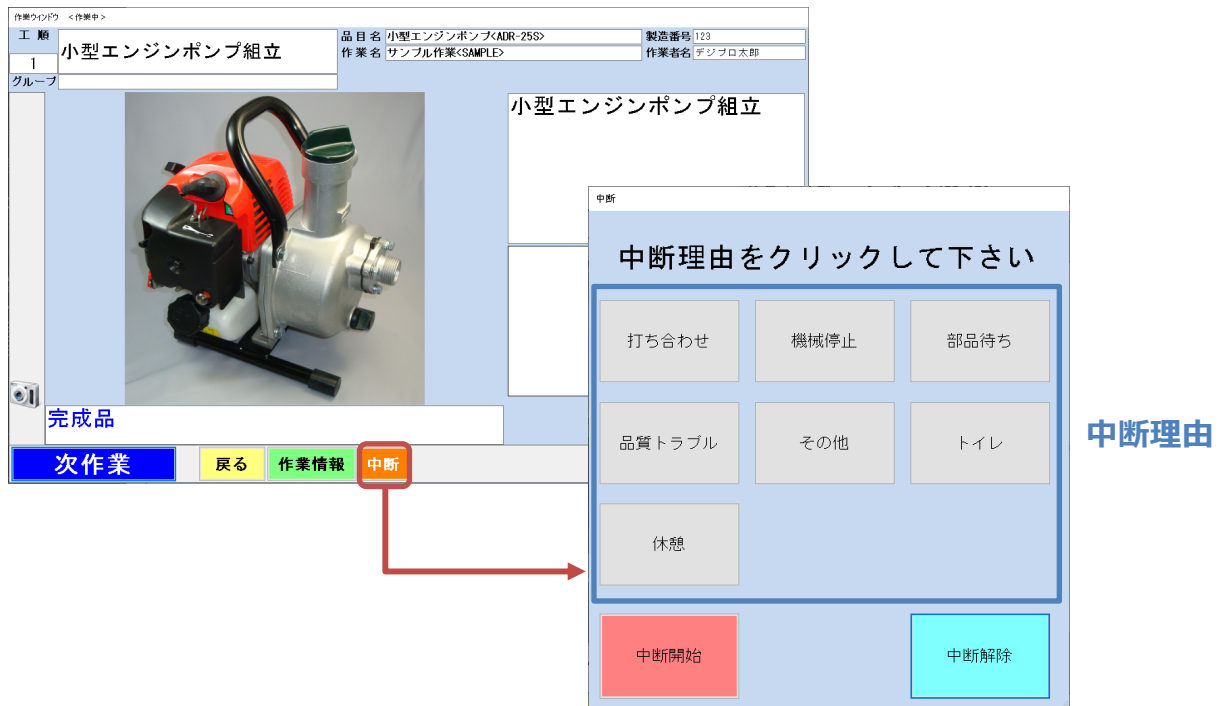 作業ウインドウ <作業中>
工 順
1
小型エンジンポンプ組立
グループ
品 目 名 小型エンジンポンプ<ADR-25S>
作 業 名 サンプル作業<SAMPLE>
製造番号 123
作業者名 デジプロ太郎
小型エンジンポンプ組立
完成品
次作業 戻る 作業情報 中断
中断
中断理由をクリックして下さい
打ち合わせ 機械停止 部品待ち
品質トラブル その他 トイレ
休憩
中断開始 中断解除
中断理由